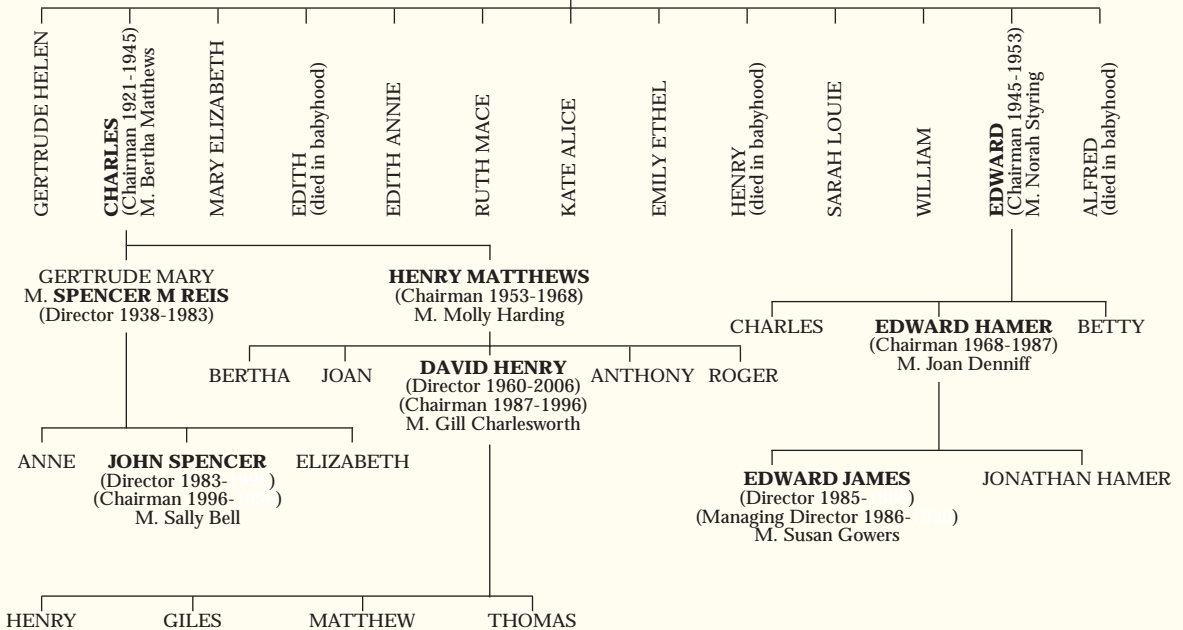 GERTRUDE HELEN
CHARLES
(Chairman 1921-1945)
M. Bertha Matthews
MARY ELIZABETH
EDITH
(died in babyhood)
EDITH ANNIE
RUTH MACE
KATE ALICE
EMILY ETHEL
HENRY
(died in babyhood)
SARAH LOUIE
WILLIAM
EDWARD
(Chairman 1945-1953)
M. Norah Styring
ALFRED
(died in babyhood)
GERTRUDE MARY
M. SPENCER M REIS
(Director 1938-1983)
HENRY MATTHEWS
(Chairman 1953-1968)
M. Molly Harding
CHARLES
EDWARD HAMER
(Chairman 1968-1987)
M. Joan Denniff
BETTY
BERTHA
JOAN
DAVID HENRY
(Director 1960-2006)
(Chairman 1987-1996)
M. Gill Charlesworth
ANTHONY
ROGER
ANNE
JOHN SPENCER
(Director 1983- )
(Chairman 1996- )
M. Sally Bell
ELIZABETH
EDWARD JAMES
(Director 1985- )
(Managing Director 1986- )
M. Susan Gowers
JONATHAN HAMER
HENRY
GILES
MATTHEW
THOMAS